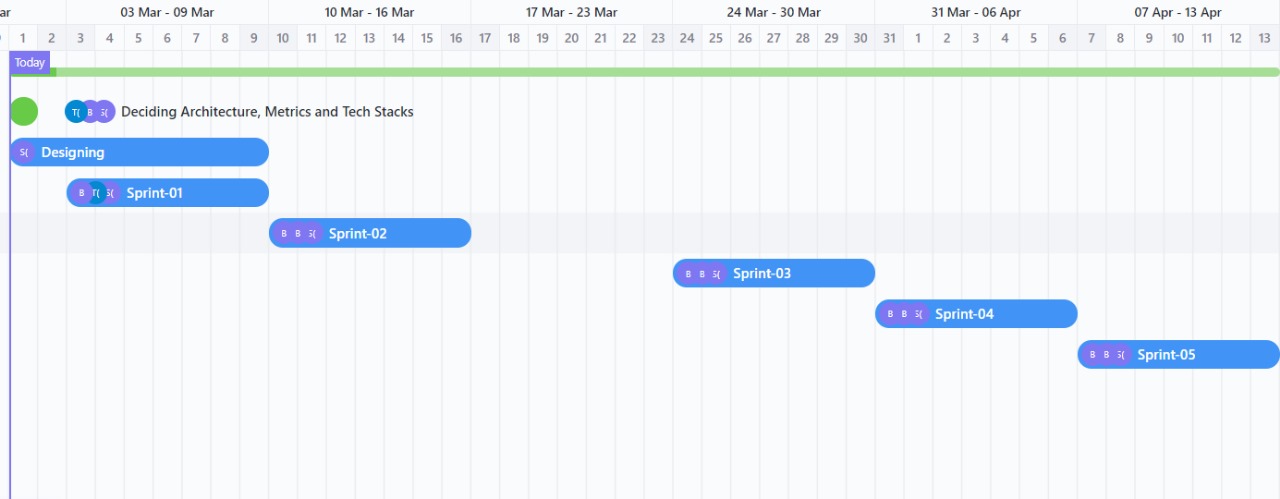 ar
03 Mar - 09 Mar
10 Mar - 16 Mar
17 Mar - 23 Mar
24 Mar - 30 Mar
31 Mar - 06 Apr
07 Apr - 13 Apr
1 2 3 4 5 6 7 8 9 10 11 12 13 14 15 16 17 18 19 20 21 22 23 24 25 26 27 28 29 30 31 1 2 3 4 5 6 7 8 9 10 11 12 13
Today
T( B S( Deciding Architecture, Metrics and Tech Stacks
S( Designing
B T( S( Sprint-01
B B S( Sprint-02
B B S( Sprint-03
B B S( Sprint-04
B B S( Sprint-05